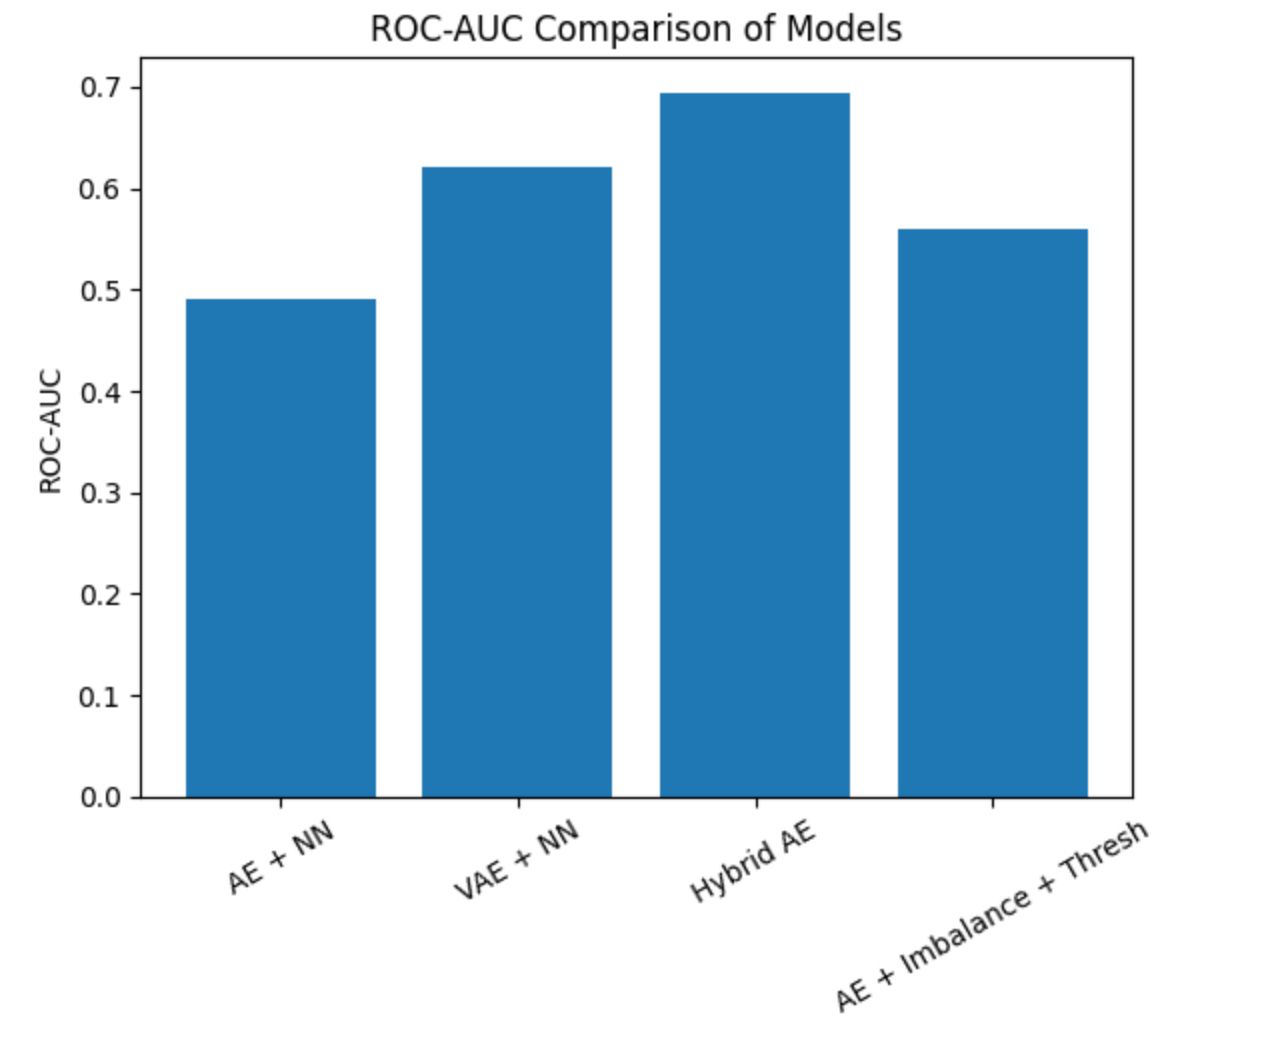 ROC-AUC Comparison of Models
ROC-AUC
0.7
0.6
0.5
0.4
0.3
0.2
0.1
0.0
AE + NN
VAE + NN
Hybrid AE
AE + Imbalance + Thresh